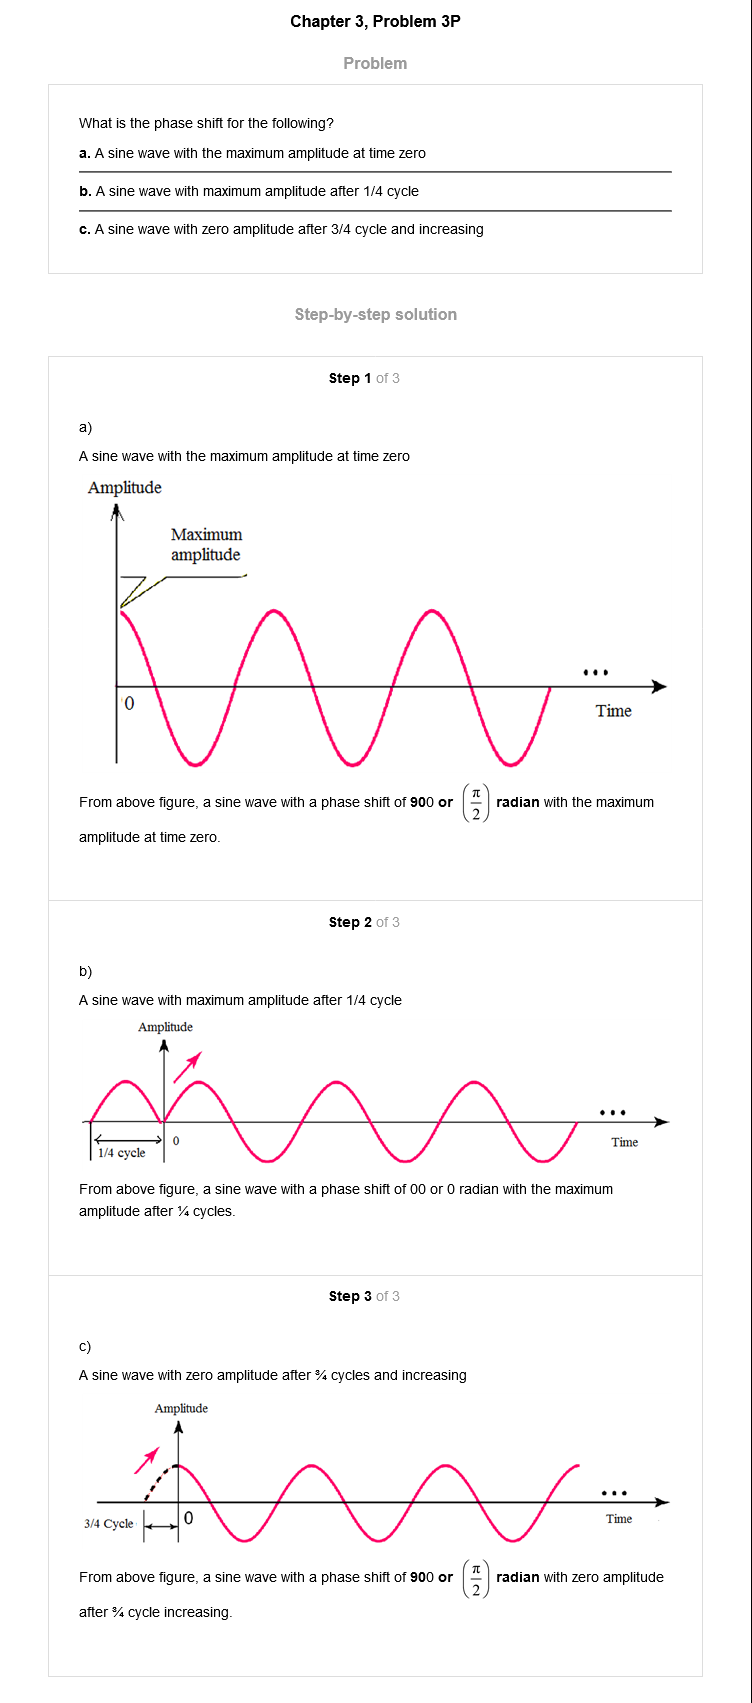 Chapter 3, Problem 3P
Problem
What is the phase shift for the following?
a. A sine wave with the maximum amplitude at time zero
b. A sine wave with maximum amplitude after 1/4 cycle
c. A sine wave with zero amplitude after 3/4 cycle and increasing
Step-by-step solution
Step 1 of 3
a)
A sine wave with the maximum amplitude at time zero
Amplitude
Maximum
amplitude
...
0
Time
From above figure, a sine wave with a phase shift of 900 or (π/2) radian with the maximum
amplitude at time zero.
Step 2 of 3
b)
A sine wave with maximum amplitude after 1/4 cycle
Amplitude
...
0
Time
1/4 cycle
From above figure, a sine wave with a phase shift of 00 or 0 radian with the maximum
amplitude after ¼ cycles.
Step 3 of 3
c)
A sine wave with zero amplitude after ¾ cycles and increasing
Amplitude
...
3/4 Cycle
0
Time
From above figure, a sine wave with a phase shift of 900 or (π/2) radian with zero amplitude
after ¾ cycle increasing.